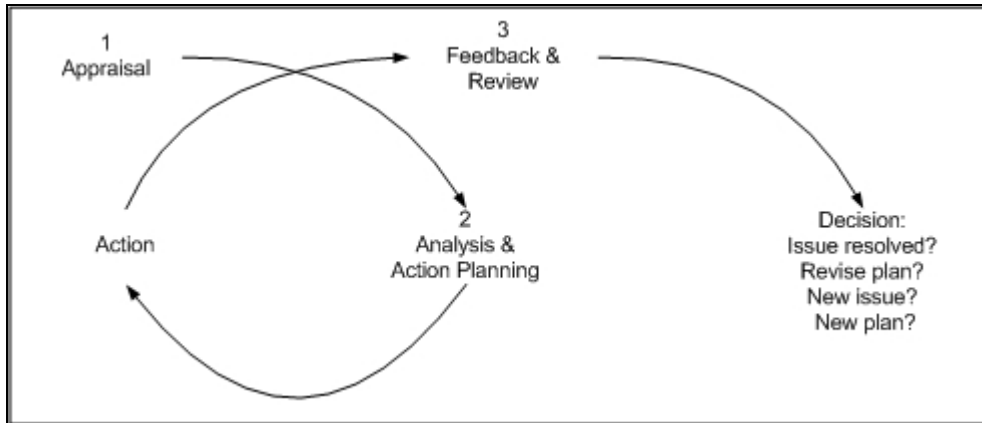 1
Appraisal
3
Feedback &
Review
Action
2
Analysis &
Action Planning
Decision:
Issue resolved?
Revise plan?
New issue?
New plan?